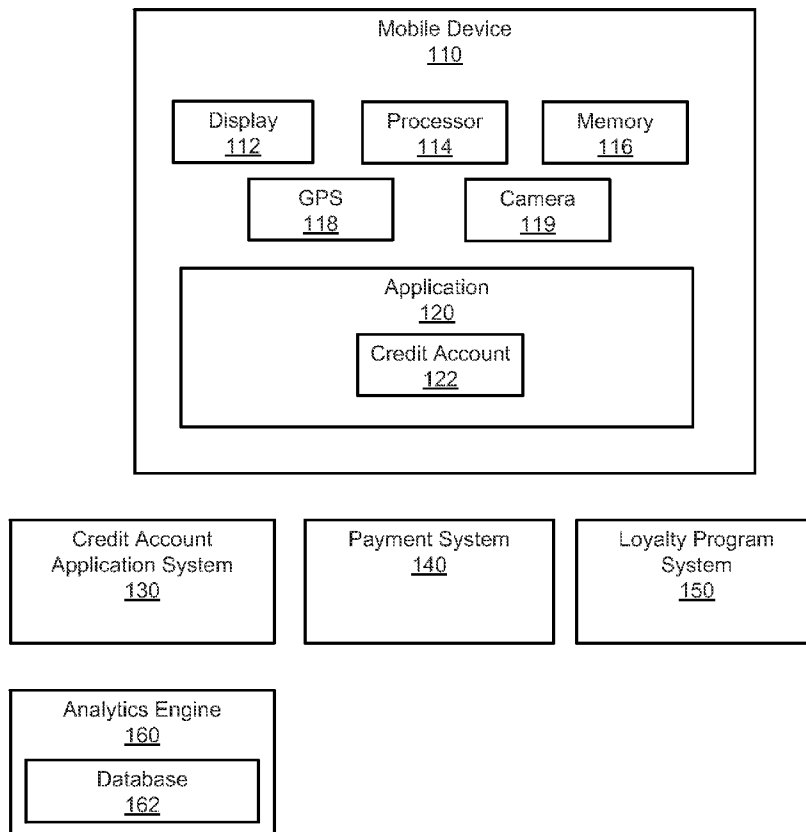 Mobile Device
110
Display
112
Processor
114
Memory
116
GPS
118
Camera
119
Application
120
Credit Account
122
Credit Account
Application System
130
Payment System
140
Loyalty Program
System
150
Analytics Engine
160
Database
162